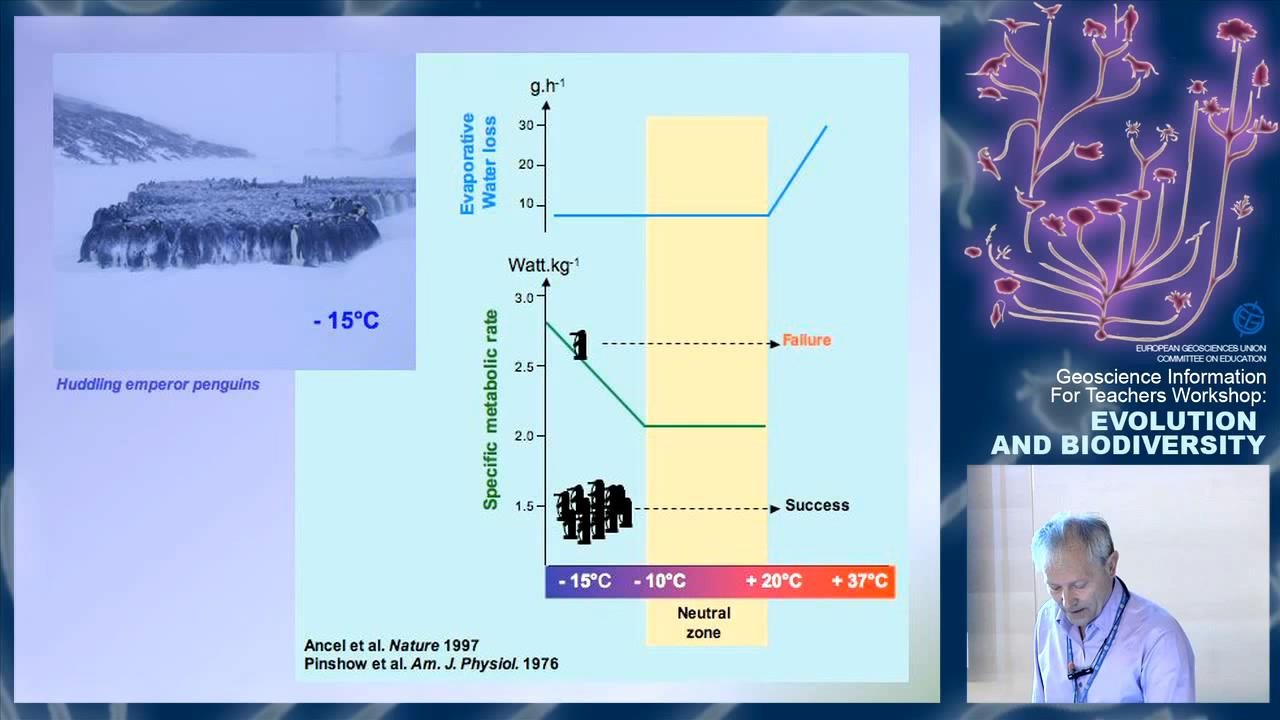 - 15°C
Huddling emperor penguins
g.h-1
Evaporative
Water loss
30
20
10
Watt.kg-1
Specific metabolic rate
3.0
2.5
2.0
1.5
Failure
Success
- 15°C - 10°C + 20°C + 37°C
Neutral
zone
Ancel et al. Nature 1997
Pinshow et al. Am. J. Physiol. 1976
EUROPEAN GEOSCIENCES UNION
COMMITTEE ON EDUCATION
Geoscience Information
For Teachers Workshop:
EVOLUTION
AND BIODIVERSITY